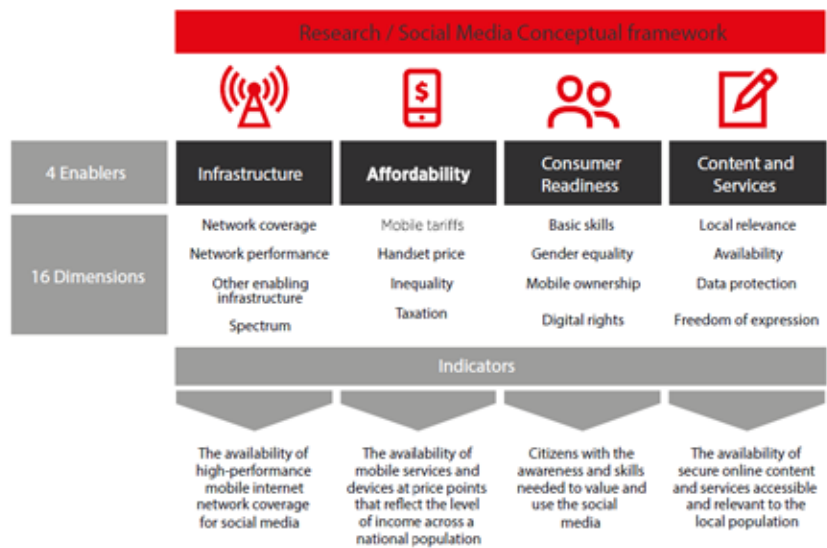 Research / Social Media Conceptual framework
$
4 Enablers
Infrastructure
Affordability
Consumer
Readiness
Content and
Services
16 Dimensions
Network coverage
Network performance
Other enabling
infrastructure
Spectrum
Mobile tariffs
Handset price
Inequality
Taxation
Basic skills
Gender equality
Mobile ownership
Digital rights
Local relevance
Availability
Data protection
Freedom of expression
Indicators
The availability of
high-performance
mobile internet
network coverage
for social media
The availability of
mobile services and
devices at price points
that reflect the level
of income across a
national population
Citizens with the
awareness and skills
needed to value and
use the social
media
The availability of
secure online content
and services accessible
and relevant to the
local population